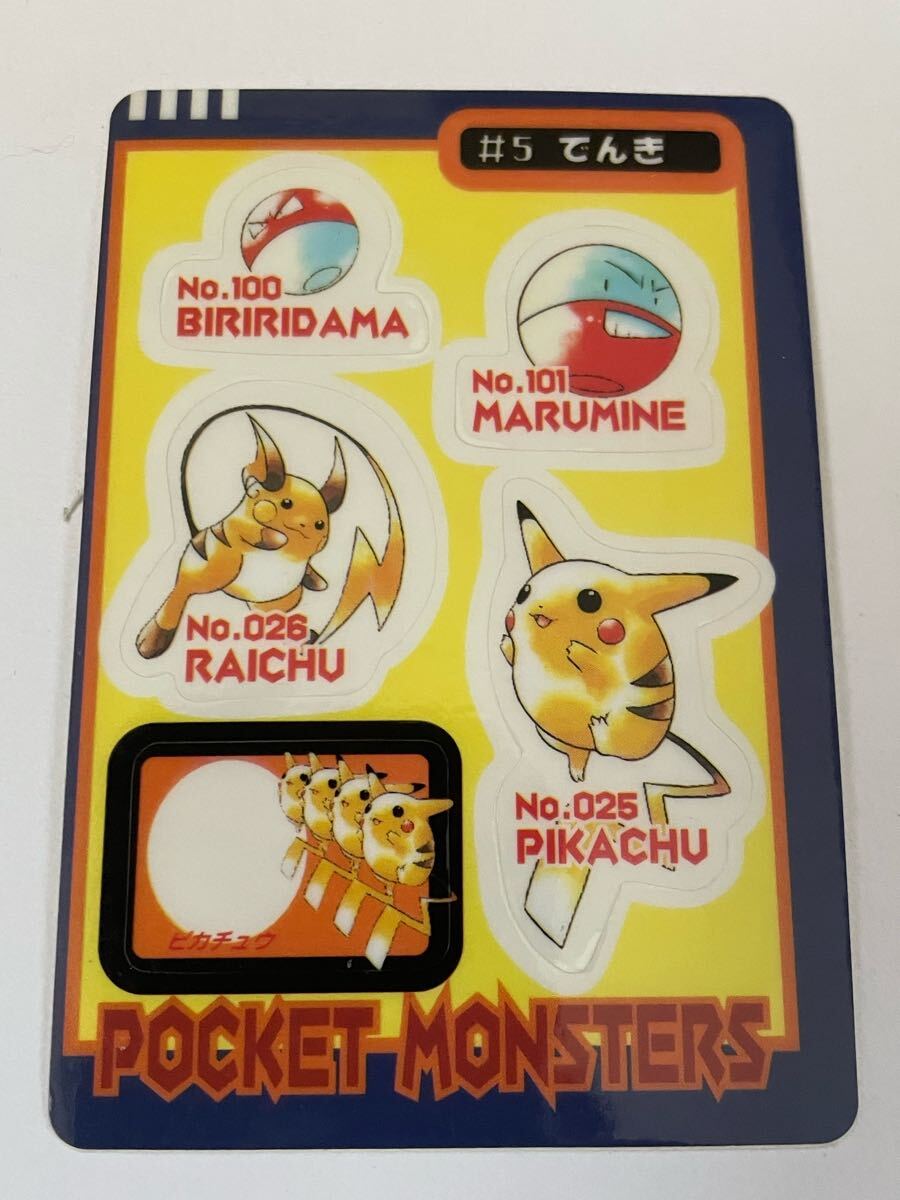 #5 でんき
No.100
BIRIRIDAMA
No.101
MARUMINE
No.026
RAICHU
No.025
PIKACHU
ピカチュウ
POCKET MONSTERS